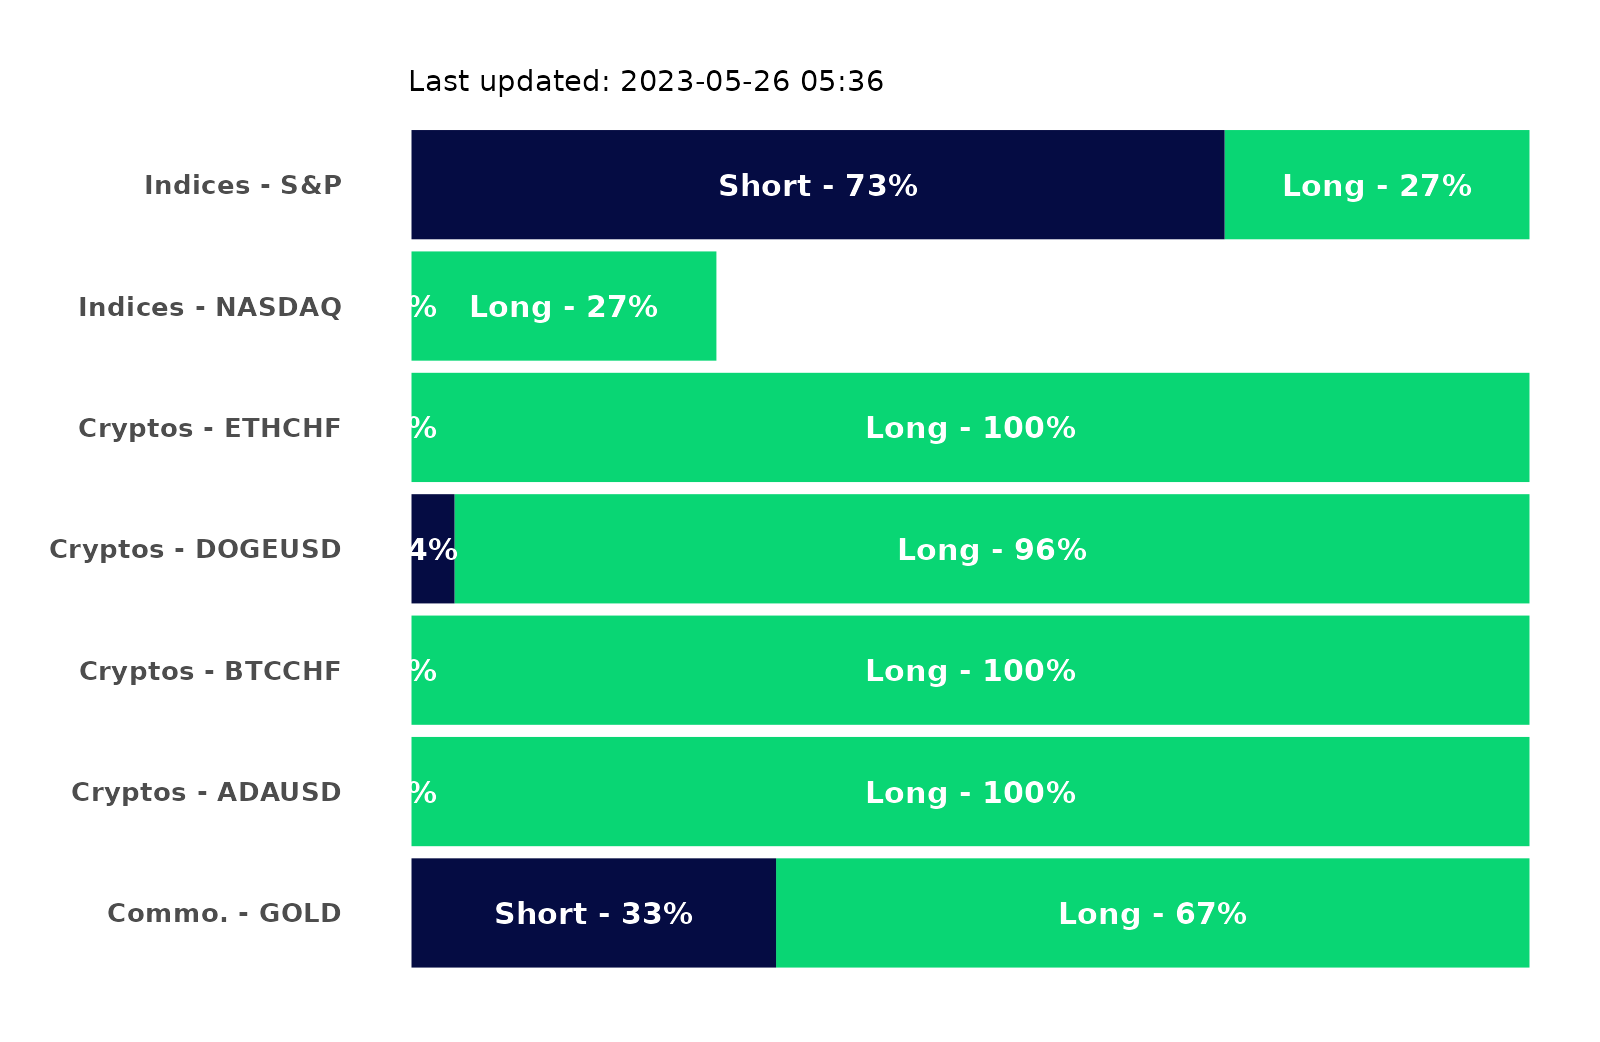 Last updated: 2023-05-26 05:36
Indices - S&P Short - 73% Long - 27%
Indices - NASDAQ % Long - 27%
Cryptos - ETHCHF % Long - 100%
Cryptos - DOGEUSD 4% Long - 96%
Cryptos - BTCCHF % Long - 100%
Cryptos - ADAUSD % Long - 100%
Commo. - GOLD Short - 33% Long - 67%